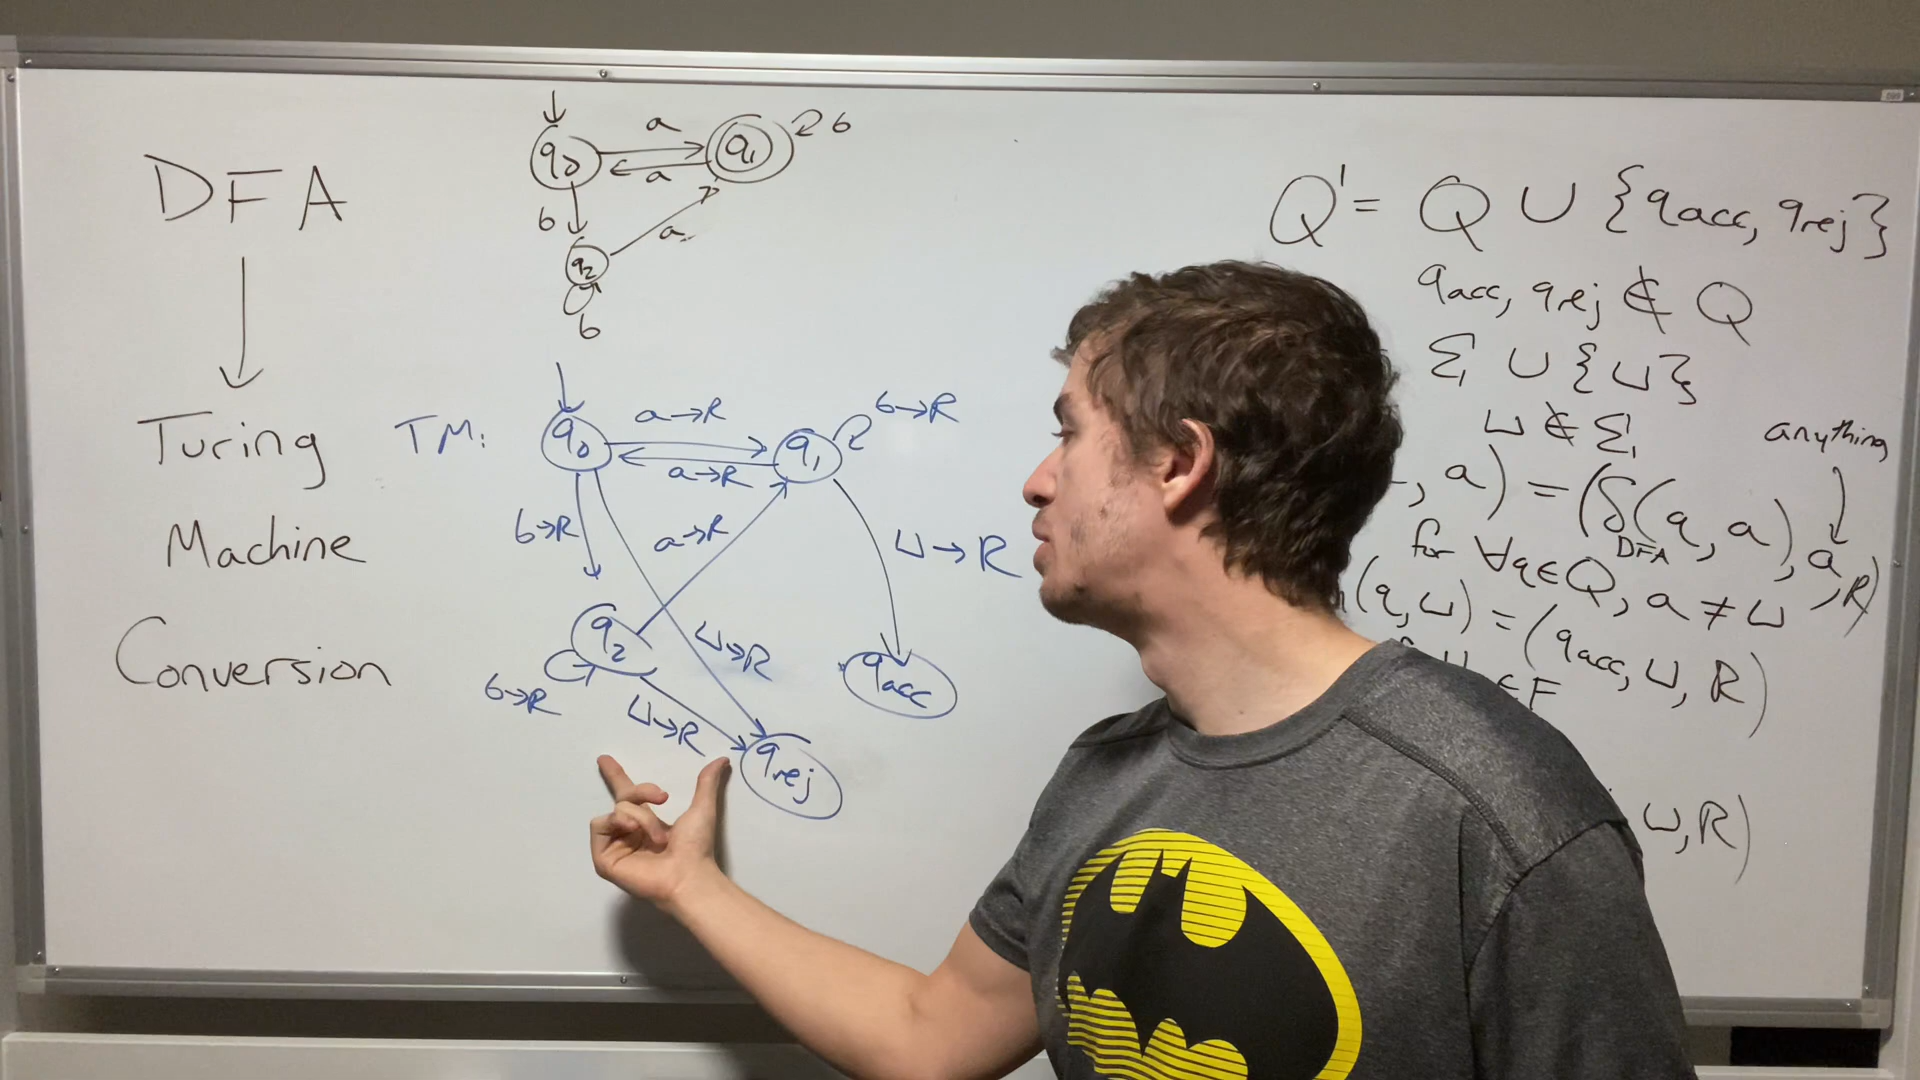 DFA
Turing
Machine
Conversion
q0
a
q1
b
a
b
a
q2
b
TM:
q0
a→R
q1
b→R
a→R
b→R
a→R
⊔→R
q2
⊔→R
b→R
⊔→R
qacc
qrej
Q' = Q ∪ {qacc, qrej}
qacc, qrej ∉ Q
Σ ∪ {⊔}
⊔ ∉ Σ
anything
, a) = (δDFA(q, a), a, R)
for ∀q∈Q, a ≠ ⊔
(q, ⊔) = (qacc, ⊔, R)
∈ F
⊔, R)